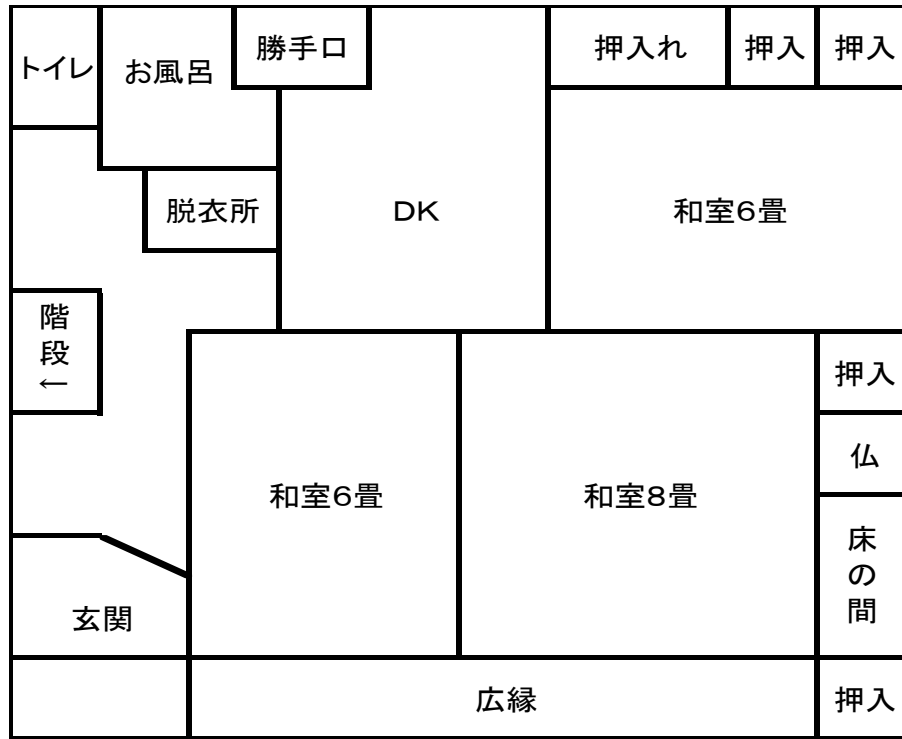 トイレ
お風呂
勝手口
押入れ
押入
押入
脱衣所
DK
和室6畳
階段←
押入
仏
和室6畳
和室8畳
床の間
玄関
広縁
押入